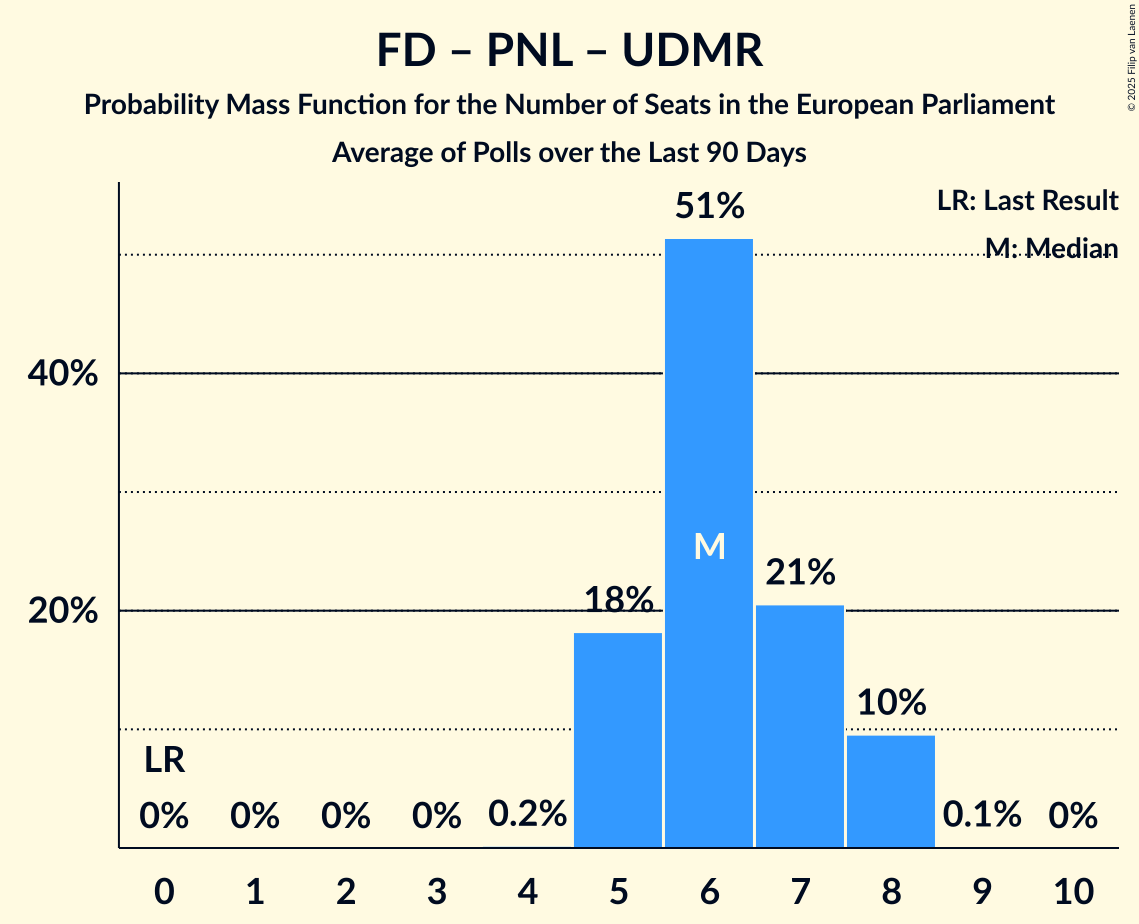 FD – PNL – UDMR
Probability Mass Function for the Number of Seats in the European Parliament
Average of Polls over the Last 90 Days
© 2025 Filip van Laenen
LR: Last Result
M: Median
51%
40%
M
21%
18%
20%
10%
LR
0% 0% 0% 0% 0.2% 0.1% 0%
0 1 2 3 4 5 6 7 8 9 10